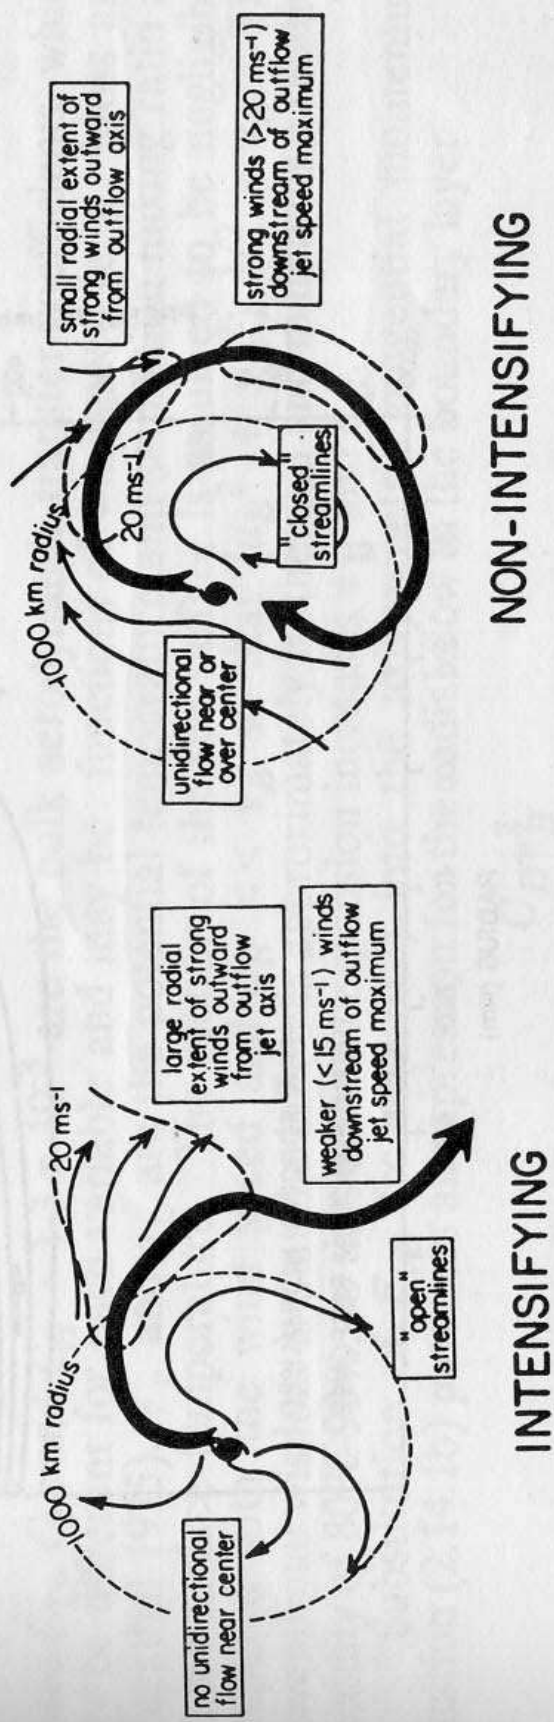 1000 km radius
20 ms-1
no unidirectional
flow near center
large radial
extent of strong
winds outward
from outflow
jet axis
weaker (<15 ms-1) winds
downstream of outflow
jet speed maximum
"open"
streamlines
INTENSIFYING
1000 km radius
20 ms-1
unidirectional
flow near or
over center
small radial extent of
strong winds outward
from outflow axis
strong winds (>20 ms-1)
downstream of outflow
jet speed maximum
"closed"
streamlines
NON-INTENSIFYING